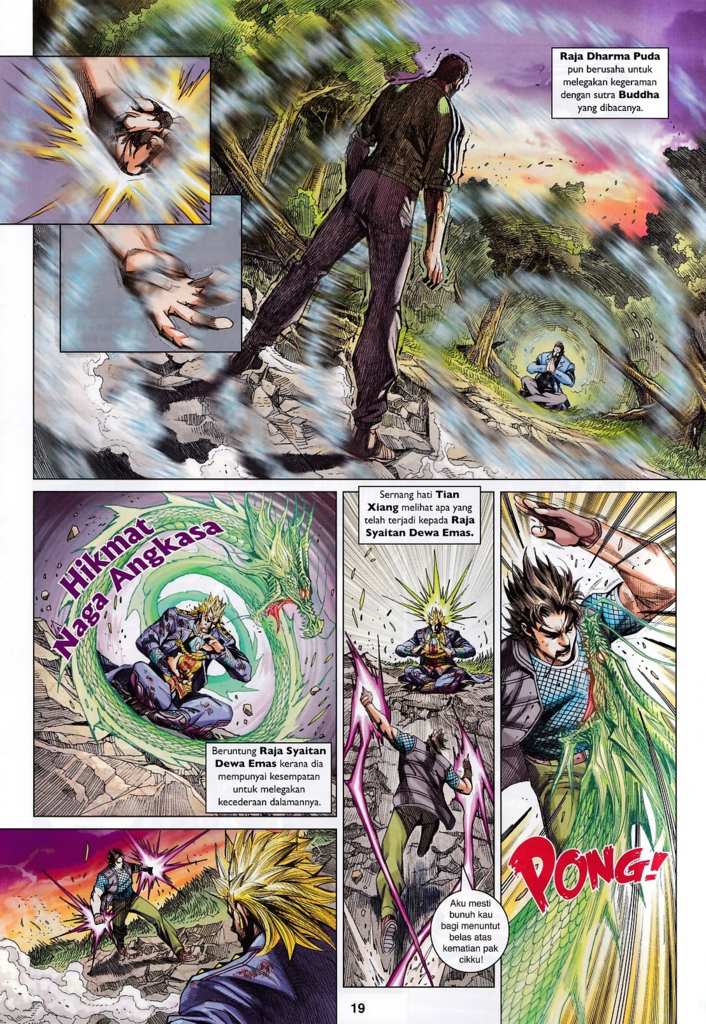 Raja Dharma Puda
pun berusaha untuk
melegakan kegeraman
dengan sutra Buddha
yang dibacanya.
Hikmat
Naga Angkasa
Beruntung Raja Syaitan
Dewa Emas kerana dia
mempunyai kesempatan
untuk melegakan
kecederaan dalamannya.
Sernang hati Tian
Xiang melihat apa yang
telah terjadi kepada Raja
Syaitan Dewa Emas.
PONG!
Aku mesti
bunuh kau
bagi menuntut
belas atas
kematian pak
cikku!
19